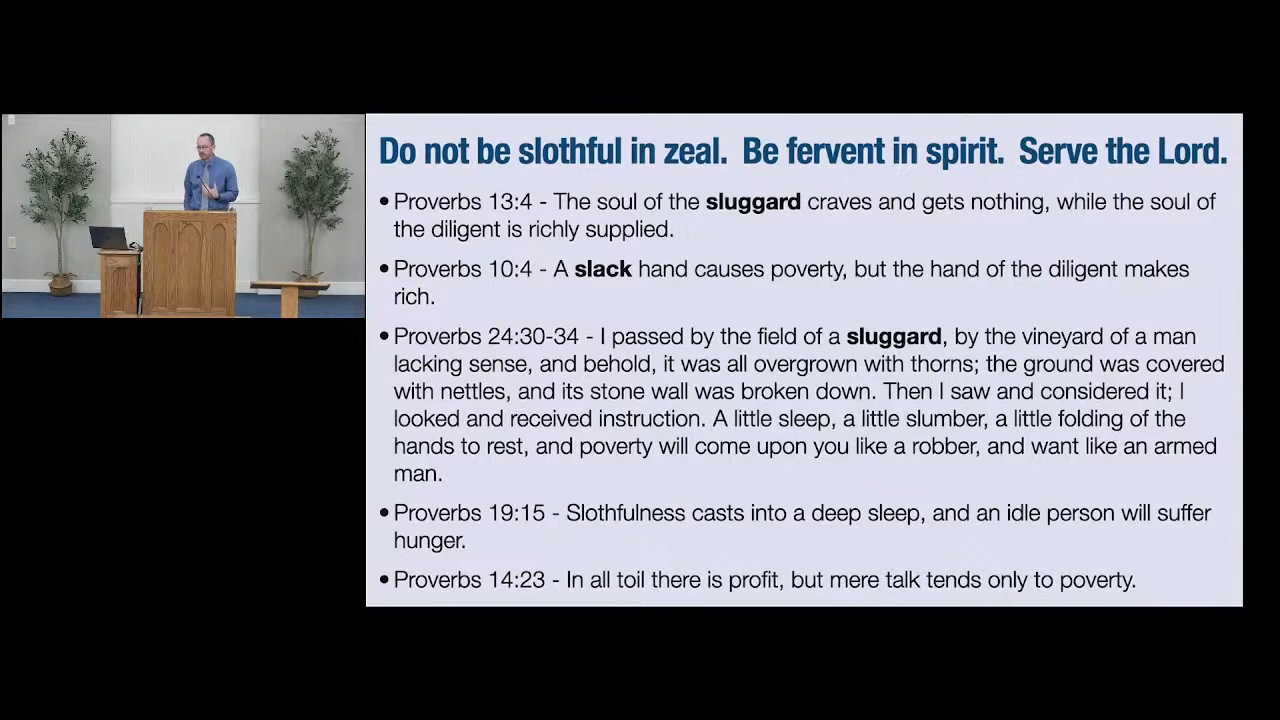 Do not be slothful in zeal.  Be fervent in spirit.  Serve the Lord.
• Proverbs 13:4 - The soul of the sluggard craves and gets nothing, while the soul of
the diligent is richly supplied.
• Proverbs 10:4 - A slack hand causes poverty, but the hand of the diligent makes
rich.
• Proverbs 24:30-34 - I passed by the field of a sluggard, by the vineyard of a man
lacking sense, and behold, it was all overgrown with thorns; the ground was covered
with nettles, and its stone wall was broken down. Then I saw and considered it; I
looked and received instruction. A little sleep, a little slumber, a little folding of the
hands to rest, and poverty will come upon you like a robber, and want like an armed
man.
• Proverbs 19:15 - Slothfulness casts into a deep sleep, and an idle person will suffer
hunger.
• Proverbs 14:23 - In all toil there is profit, but mere talk tends only to poverty.